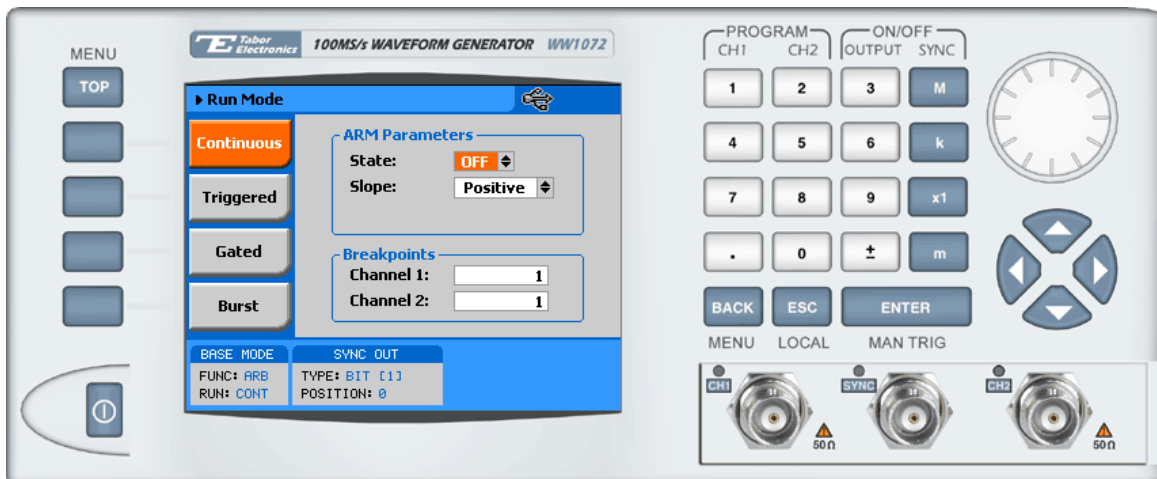 MENU
TOP
Tabor
Electronics
100MS/s WAVEFORM GENERATOR WW1072
▸ Run Mode
Continuous
Triggered
Gated
Burst
ARM Parameters
State: OFF
Slope: Positive
Breakpoints
Channel 1: 1
Channel 2: 1
BASE MODE
FUNC: ARB
RUN: CONT
SYNC OUT
TYPE: BIT [1]
POSITION: 0
PROGRAM
CH1 CH2
ON/OFF
OUTPUT SYNC
1 2 3 M
4 5 6 k
7 8 9 x1
. 0 ± m
BACK ESC ENTER
MENU LOCAL MAN TRIG
CH1 SYNC CH2
50Ω 50Ω